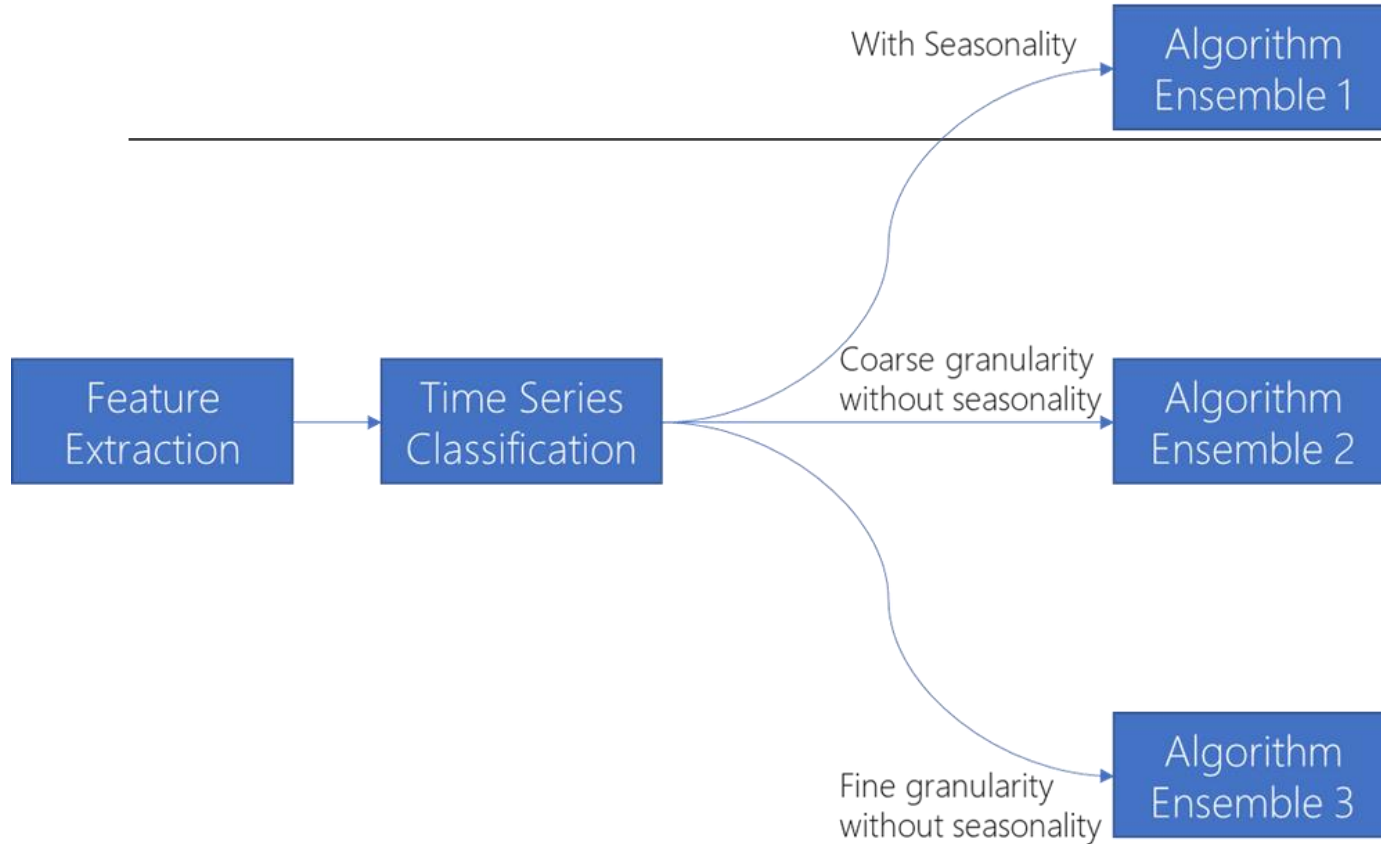 With Seasonality
Algorithm
Ensemble 1
Feature
Extraction
Time Series
Classification
Coarse granularity
without seasonality
Algorithm
Ensemble 2
Fine granularity
without seasonality
Algorithm
Ensemble 3